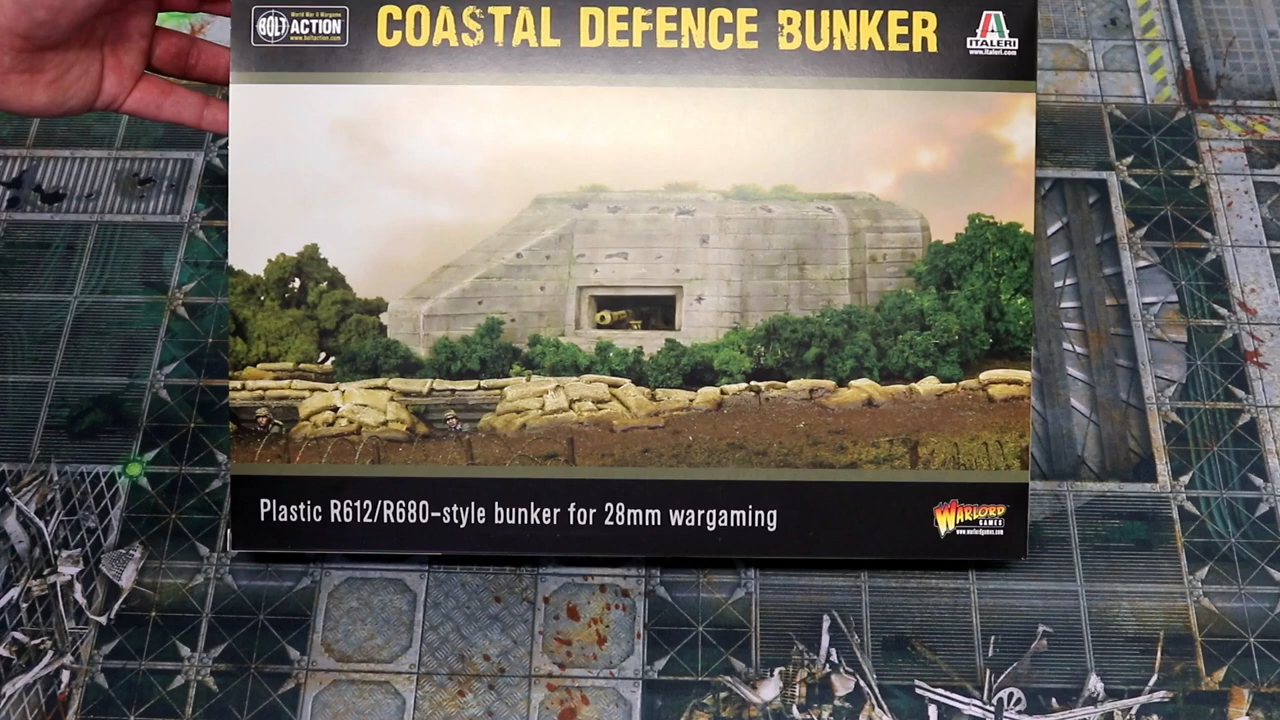 World War II Wargame
BOLT ACTION
www.boltaction.com
COASTAL DEFENCE BUNKER
ITALERI
www.italeri.com
Plastic R612/R680-style bunker for 28mm wargaming
WARLORD
GAMES
www.warlordgames.com